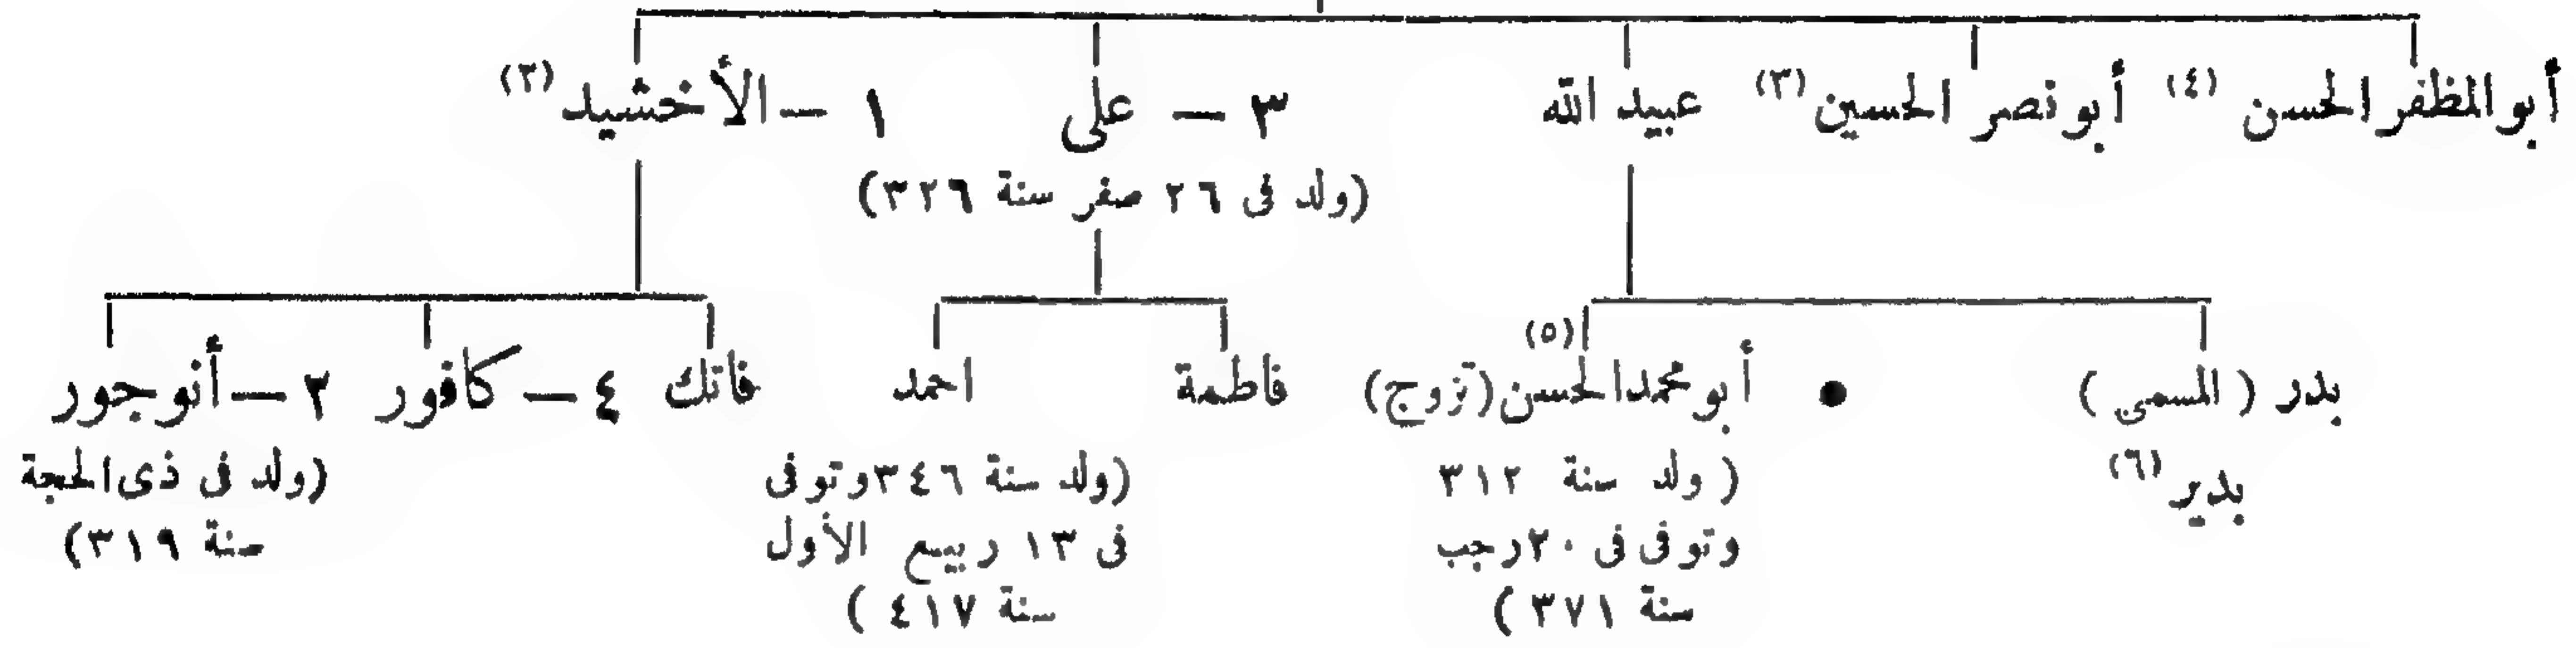 أبو المظفر الحسن (٤) أبو نصر الحسين (٣) عبيد الله ٣ — على ١ — الأخشيد (٢)
(ولد فى ٢٦ صفر سنة ٣٢٦)
بدر (المسمى) • أبو محمد الحسن (تزوج) (٥) فاطمة احمد فاتك ٤ — كافور ٢ — أنوجور
بدير (٦) (ولد سنة ٣١٢ (ولد سنة ٣٤٦ وتوفى (ولد فى ذى الحجة
وتوفى فى ٢٠ رجب فى ١٣ ربيع الأول سنة ٣١٩)
سنة ٣٧١) سنة ٤١٧)